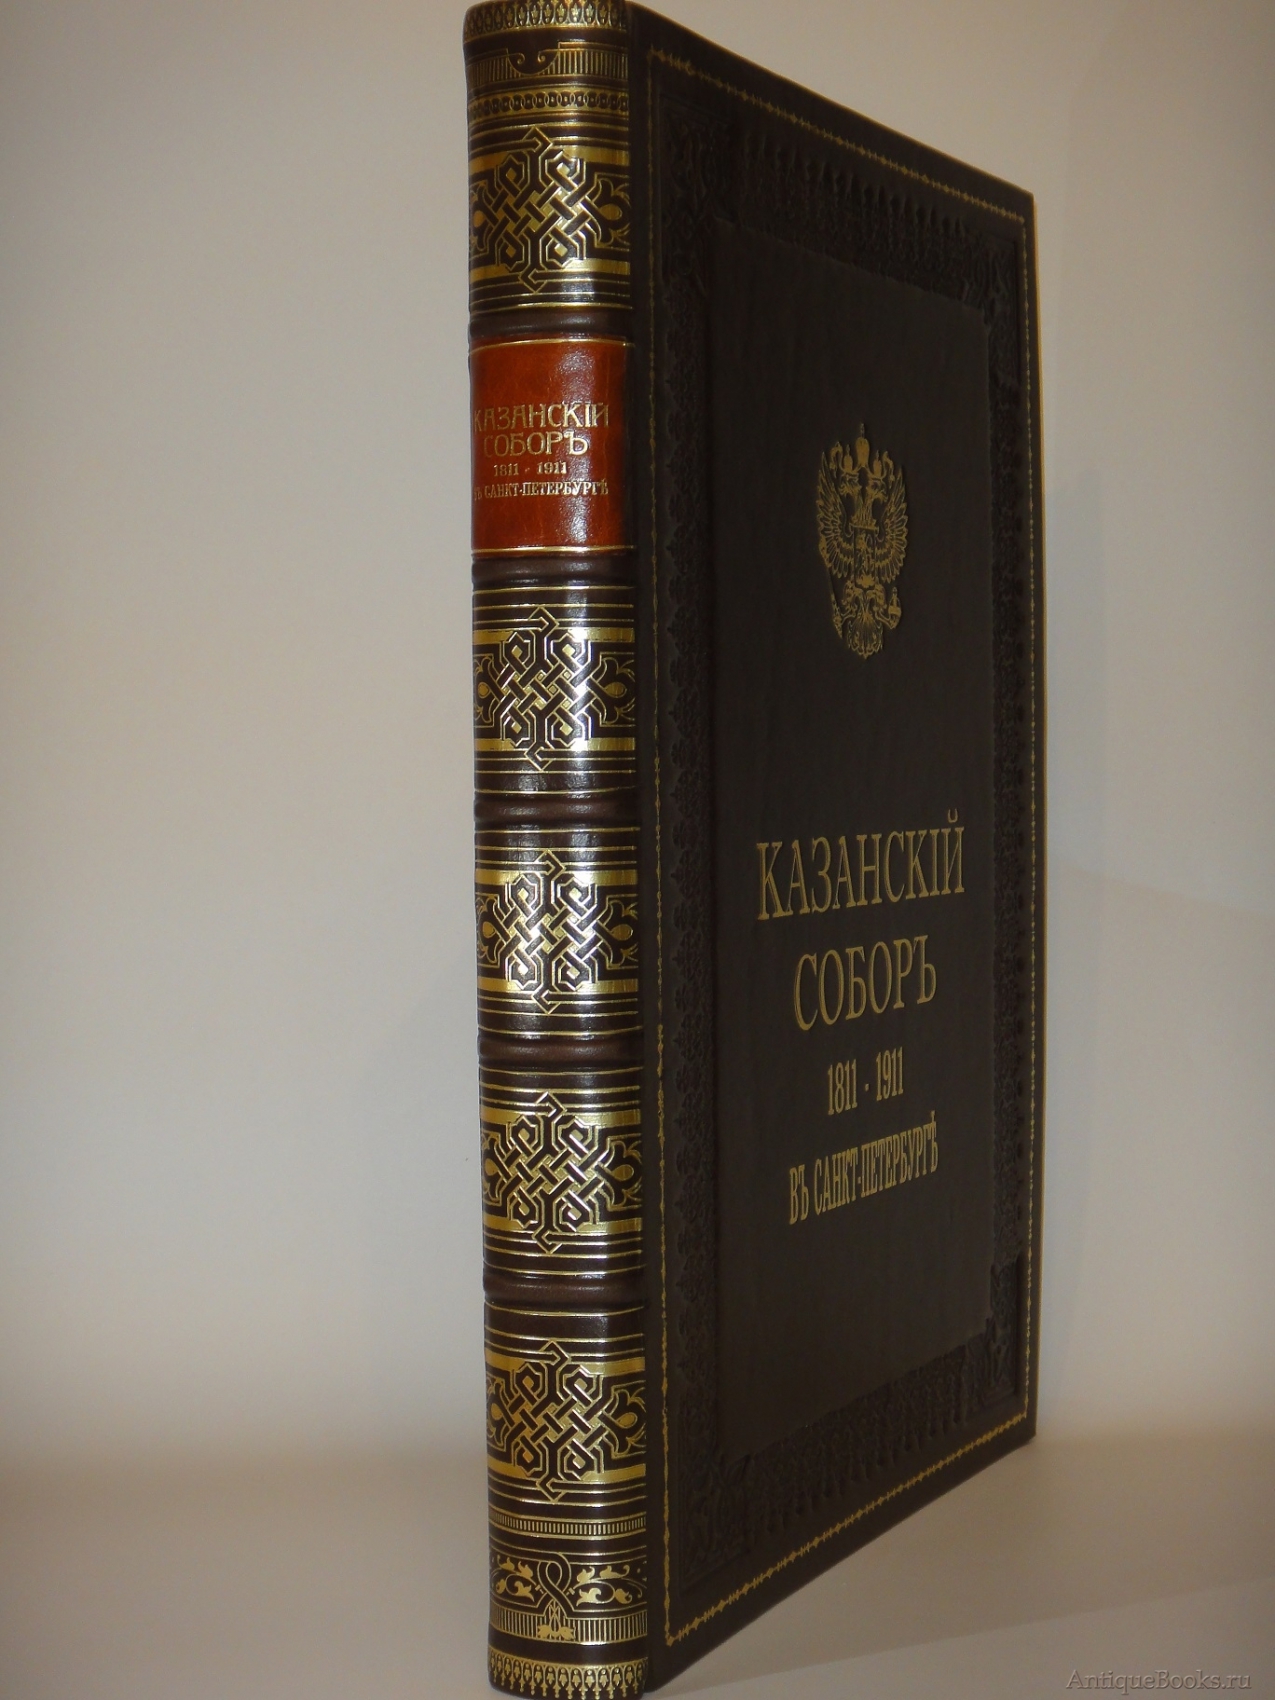 КАЗАНСКІЙ
СОБОРЪ
1811 - 1911
ВЪ САНКТ-ПЕТЕРБУРГѢ
КАЗАНСКІЙ
СОБОРЪ
1811 - 1911
ВЪ САНКТ-ПЕТЕРБУРГѢ
AntiqueBooks.ru